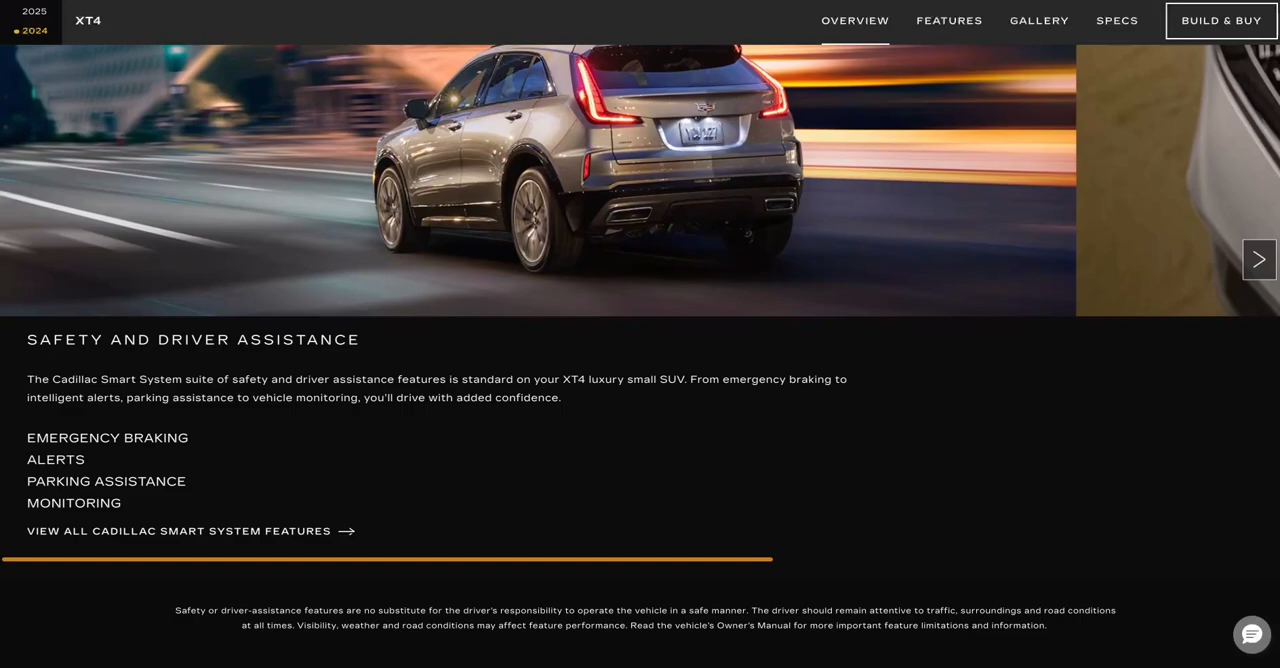 2025
2024
XT4
OVERVIEW
FEATURES
GALLERY
SPECS
BUILD & BUY
SAFETY AND DRIVER ASSISTANCE
The Cadillac Smart System suite of safety and driver assistance features is standard on your XT4 luxury small SUV. From emergency braking to
intelligent alerts, parking assistance to vehicle monitoring, you'll drive with added confidence.
EMERGENCY BRAKING
ALERTS
PARKING ASSISTANCE
MONITORING
VIEW ALL CADILLAC SMART SYSTEM FEATURES
Safety or driver-assistance features are no substitute for the driver's responsibility to operate the vehicle in a safe manner. The driver should remain attentive to traffic, surroundings and road conditions
at all times. Visibility, weather and road conditions may affect feature performance. Read the vehicle's Owner's Manual for more important feature limitations and information.